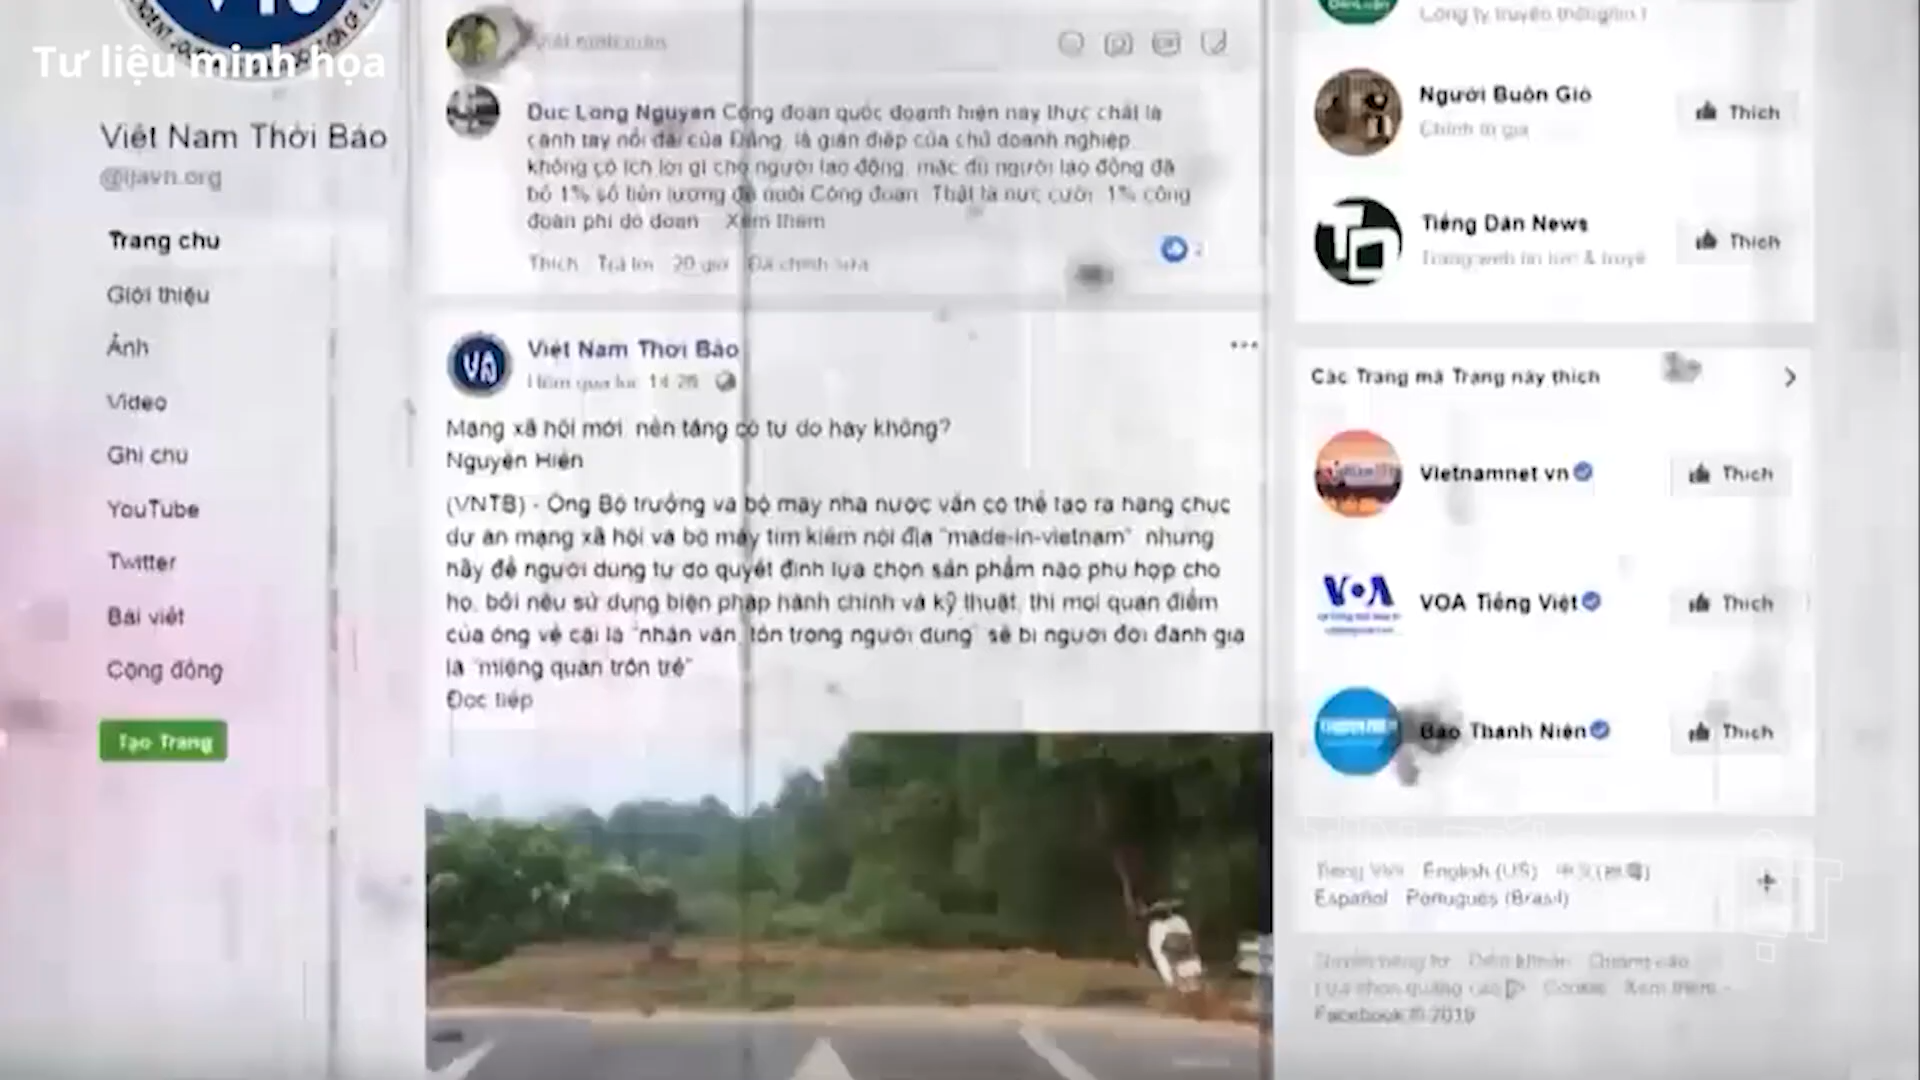 Tư liệu minh họa
Việt Nam Thời Báo
@ijavn.org
Trang chủ
Giới thiệu
Ảnh
Video
Ghi chú
YouTube
Twitter
Bài viết
Cộng đồng
Tạo Trang
Duc Long Nguyen Công đoàn quốc doanh hiện nay thực chất là
cánh tay nối dài của Đảng, là gián điệp của chủ doanh nghiệp,
không có ích lợi gì cho người lao động, mặc dù người lao động đã
bỏ 1% số tiền lương để nuôi Công đoàn. Thật là nực cười, 1% công
đoàn phí do đoàn Xem thêm
Thích Trả lời 20 giờ Đã chỉnh sửa
2
Việt Nam Thời Báo
Hôm qua lúc 14:26
Mạng xã hội mới, nền tảng có tự do hay không?
Nguyễn Hiền
(VNTB) - Ông Bộ trưởng và bộ máy nhà nước vẫn có thể tạo ra hàng chục
dự án mạng xã hội và bộ máy tìm kiếm nội địa "made-in-vietnam" nhưng
hãy để người dùng tự do quyết định lựa chọn sản phẩm nào phù hợp cho
họ, bởi nếu sử dụng biện pháp hành chính và kỹ thuật, thì mọi quan điểm
của ông về cái là "nhân văn, tôn trọng người dùng" sẽ bị người đời đánh giá
là "miệng quan trôn trẻ"
Đọc tiếp
Người Buôn Gió
Chính trị gia
Thích
Tiếng Dân News
Trang web tin tức & truyề
Thích
Các Trang mà Trang này thích
Vietnamnet.vn
Thích
VOA
VOA Tiếng Việt
Thích
Báo Thanh Niên
Thích
Tiếng Việt English (US)
Español Português (Brasil)
Quyền riêng tư Điều khoản Quảng cáo
Lựa chọn quảng cáo Cookie Xem thêm
Facebook © 2019